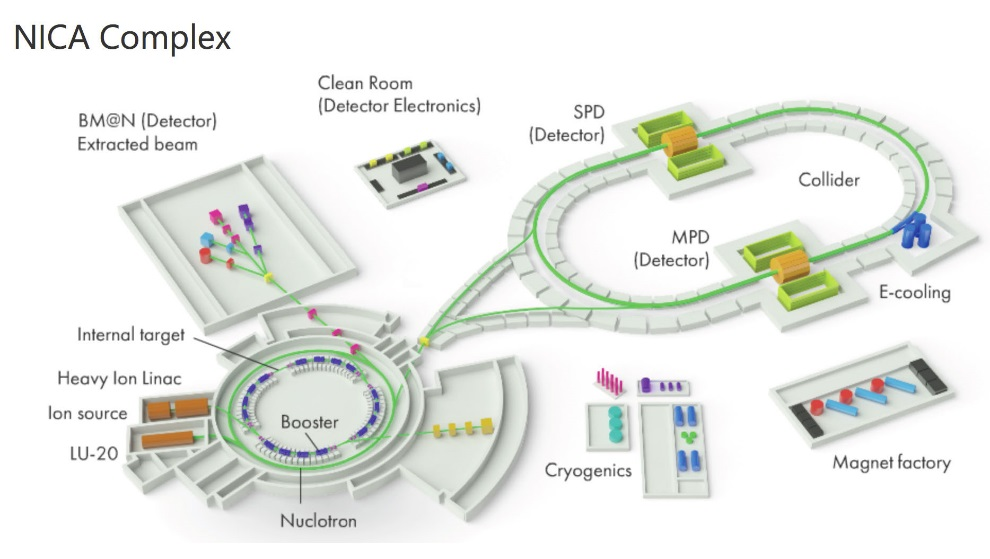 NICA Complex
Clean Room
(Detector Electronics)
BM@N (Detector)
Extracted beam
SPD
(Detector)
Collider
MPD
(Detector)
E-cooling
Internal target
Heavy Ion Linac
Ion source
LU-20
Booster
Nuclotron
Cryogenics
Magnet factory